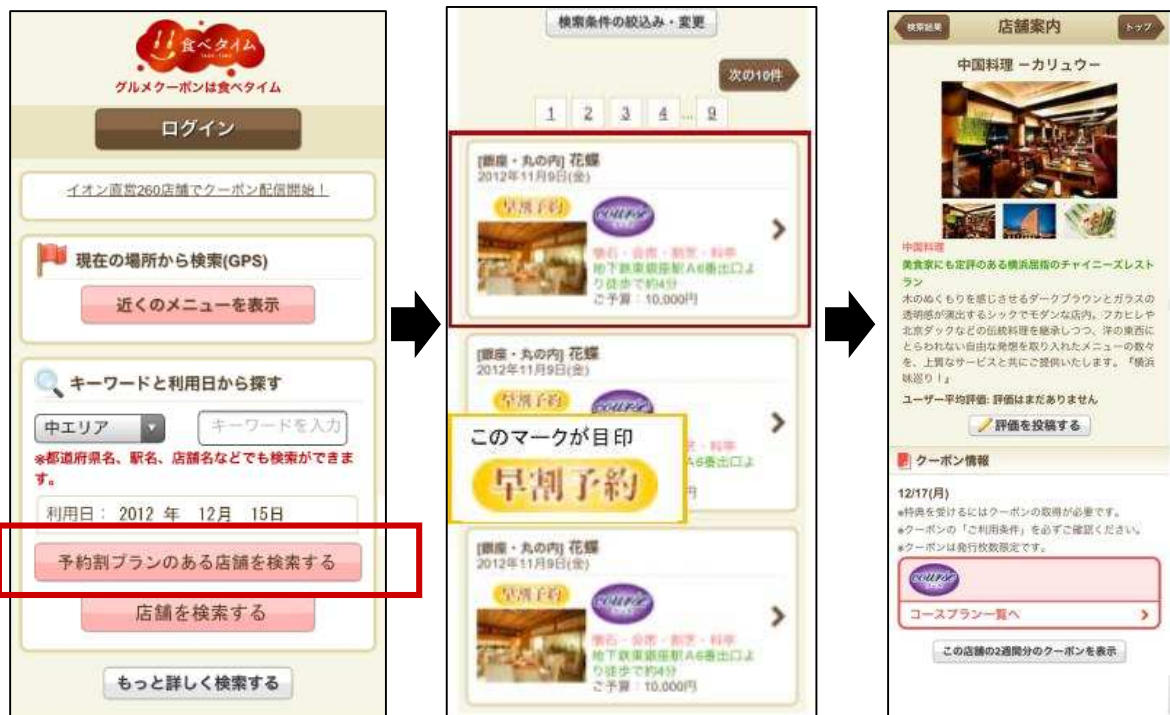 食べタイム
グルメクーポンは食べタイム
ログイン
イオン直営260店舗でクーポン配信開始！
現在の場所から検索(GPS)
近くのメニューを表示
キーワードと利用日から探す
中エリア
キーワードを入力
※都道府県名、駅名、店舗名などでも検索ができま
す。
利用日： 2012 年 12月 15日
予約割プランのある店舗を検索する
店舗を検索する
もっと詳しく検索する
検索条件の絞込み・変更
次の10件
1 2 3 4 ... 9
[銀座・丸の内] 花蝶
2012年11月9日(金)
早割予約
course
懐石・会席・割烹・料亭
地下鉄東銀座駅A6番出口よ
り徒歩で約4分
ご予算：10,000円
[銀座・丸の内] 花蝶
2012年11月9日(金)
早割予約
course
・料亭
A6番出口よ
円
このマークが目印
早割予約
[銀座・丸の内] 花蝶
2012年11月9日(金)
早割予約
course
懐石・会席・割烹・料亭
地下鉄東銀座駅A6番出口よ
り徒歩で約4分
ご予算：10,000円
検索結果
店舗案内
トップ
中国料理 ーカリュウー
中国料理
美食家にも定評のある横浜屈指のチャイニーズレスト
ラン
木のぬくもりを感じさせるダークブラウンとガラスの
透明感が演出するシックでモダンな店内。フカヒレや
北京ダックなどの伝統料理を継承しつつ、洋の東西に
とらわれない自由な発想を取り入れたメニューの数々
を、上質なサービスと共にご提供いたします。『横浜
味巡り！』
ユーザー平均評価: 評価はまだありません
評価を投稿する
クーポン情報
12/17(月)
※特典を受けるにはクーポンの取得が必要です。
※クーポンの「ご利用条件」を必ずご確認ください。
※クーポンは発行枚数限定です。
course
コースプラン一覧へ
この店舗の2週間分のクーポンを表示